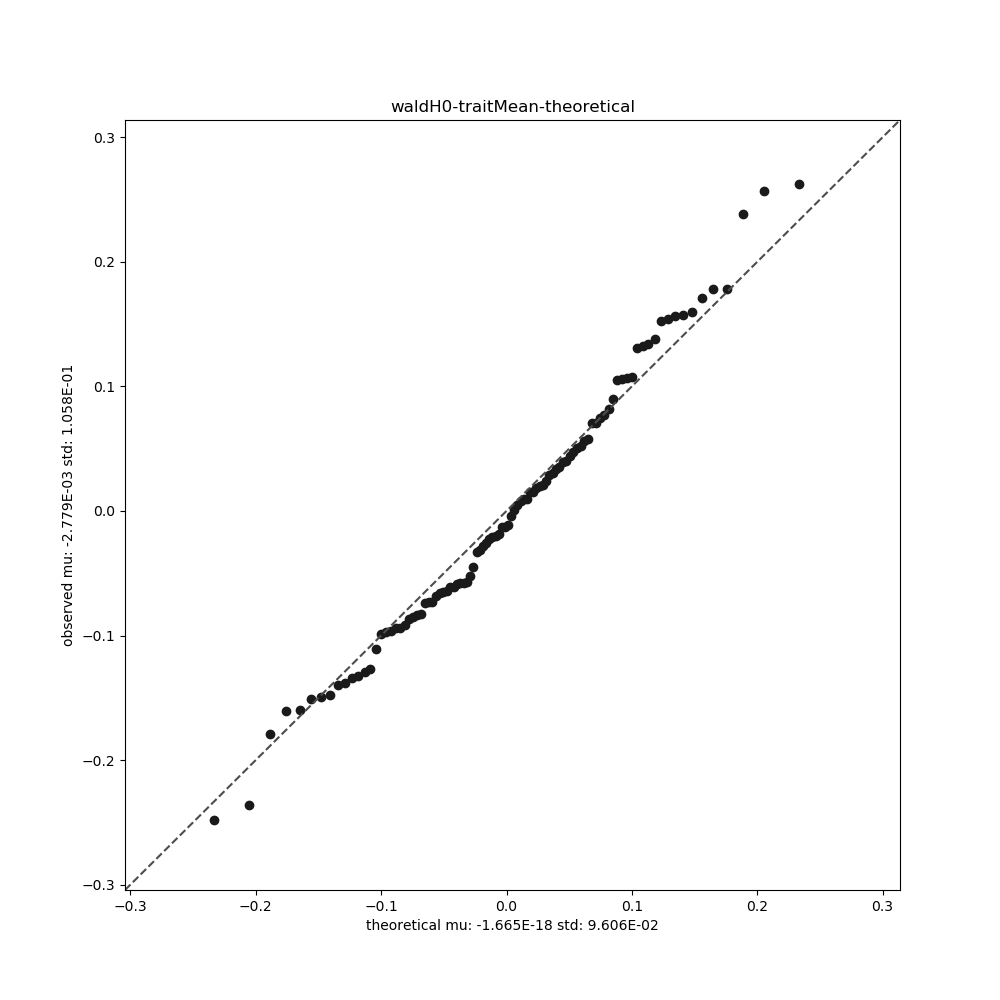 waldH0-traitMean-theoretical
0.3
0.2
0.1
0.0
−0.1
−0.2
−0.3
observed mu: -2.779E-03 std: 1.058E-01
−0.3 −0.2 −0.1 0.0 0.1 0.2 0.3
theoretical mu: -1.665E-18 std: 9.606E-02